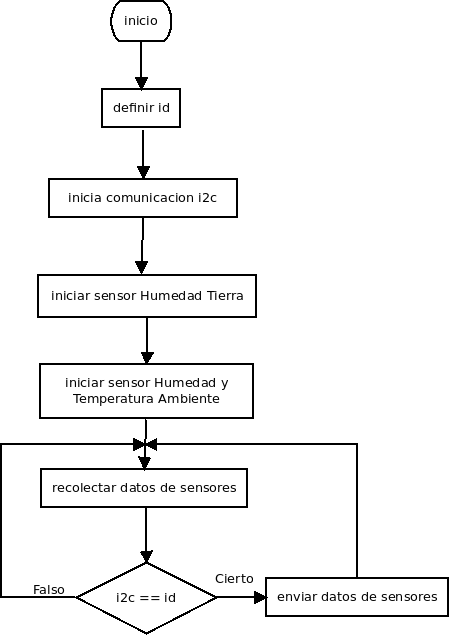 inicio
definir id
inicia comunicacion i2c
iniciar sensor Humedad Tierra
iniciar sensor Humedad y
Temperatura Ambiente
recolectar datos de sensores
Falso
i2c == id
Cierto
enviar datos de sensores